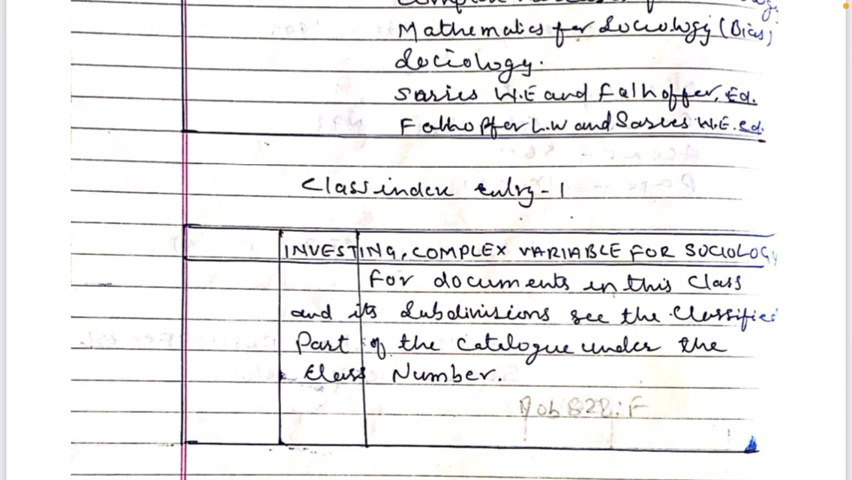 Mathematics for Sociology (Bias)
Sociology.
Sasies W.E and Falhoffer, Ed.
Falhopffer L.W and Sasies W.E. ed.
Class index entry - 1
INVESTING, COMPLEX VARIABLE FOR SOCIOLOGY
For documents in this Class
and its Subdivisions see the Classified
Part of the Catalogue under the
Class Number.